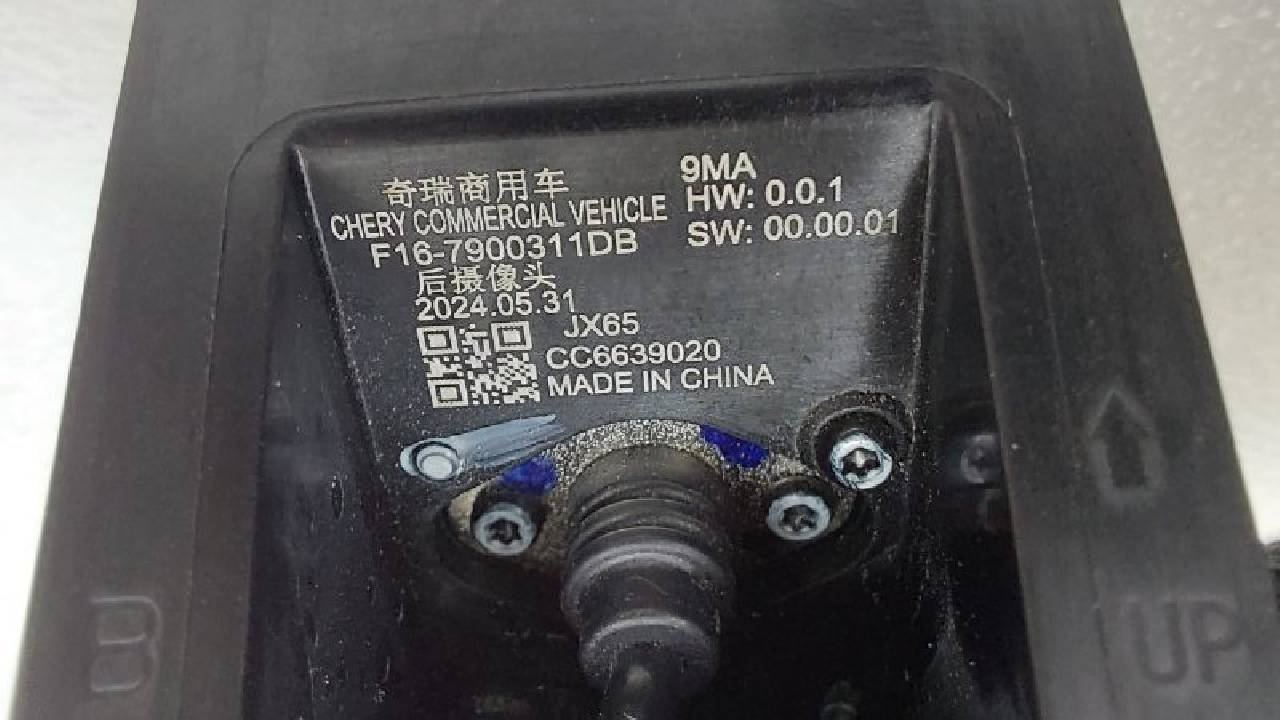 奇瑞商用车
CHERY COMMERCIAL VEHICLE
F16-7900311DB
后摄像头
2024.05.31
JX65
CC6639020
MADE IN CHINA
9MA
HW: 0.0.1
SW: 00.00.01
B
UP